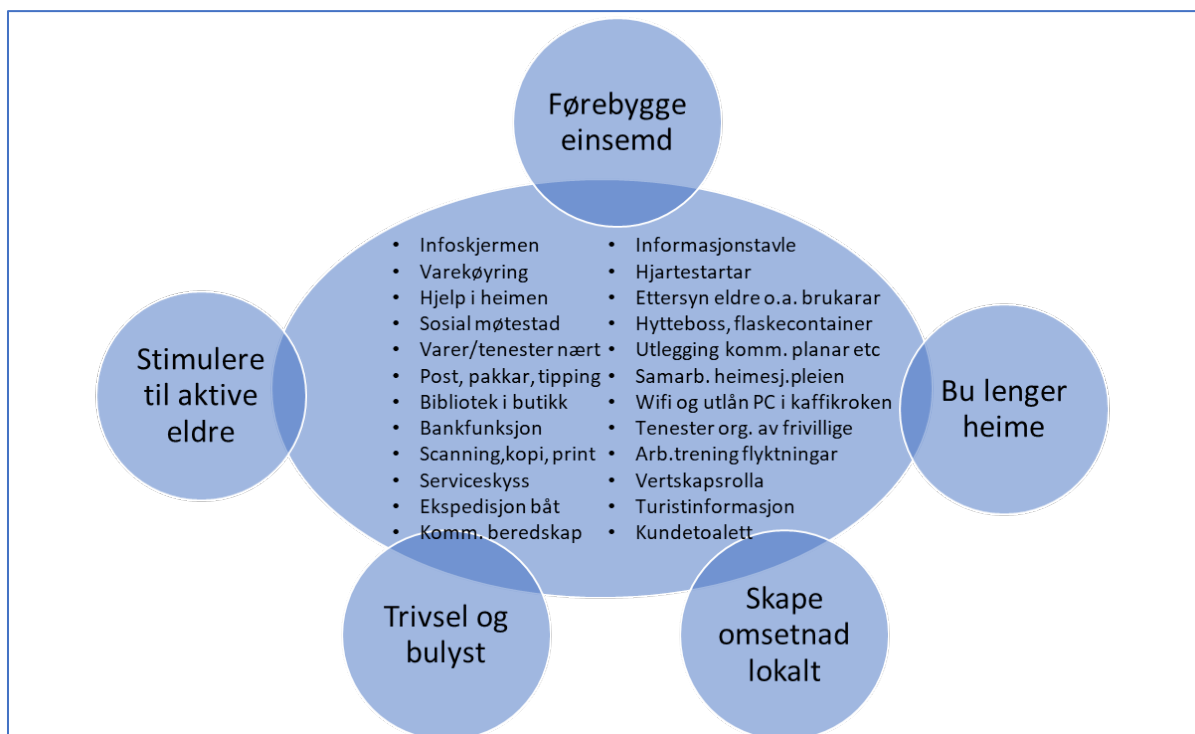 Førebygge
einsemd
• Infoskjermen
• Varekøyring
• Hjelp i heimen
• Sosial møtestad
• Varer/tenester nært
• Post, pakkar, tipping
• Bibliotek i butikk
• Bankfunksjon
• Scanning,kopi, print
• Serviceskyss
• Ekspedisjon båt
• Komm. beredskap
• Informasjonstavle
• Hjartestartar
• Ettersyn eldre o.a. brukarar
• Hytteboss, flaskecontainer
• Utlegging komm. planar etc
• Samarb. heimesj.pleien
• Wifi og utlån PC i kaffikroken
• Tenester org. av frivillige
• Arb.trening flyktningar
• Vertskapsrolla
• Turistinformasjon
• Kundetoalett
Stimulere
til aktive
eldre
Bu lenger
heime
Trivsel og
bulyst
Skape
omsetnad
lokalt